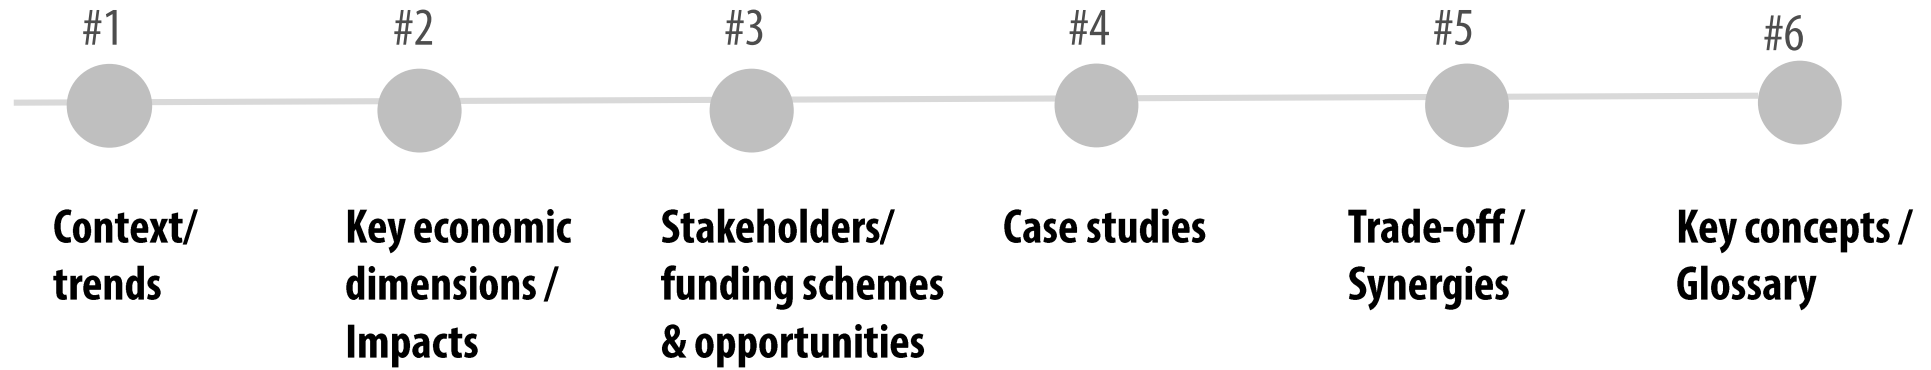 #1
#2
#3
#4
#5
#6
Context/
trends
Key economic
dimensions /
Impacts
Stakeholders/
funding schemes
& opportunities
Case studies
Trade-off /
Synergies
Key concepts /
Glossary